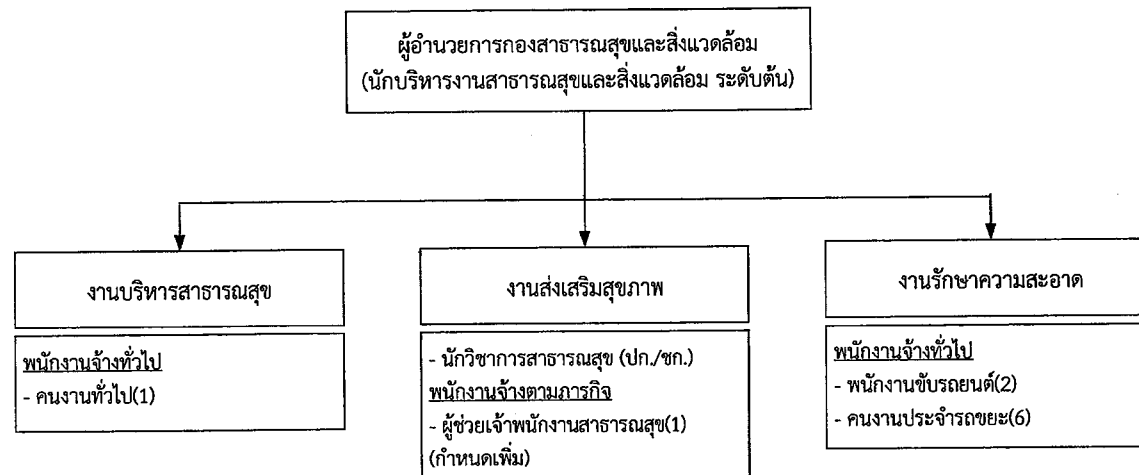 ผู้อำนวยการกองสาธารณสุขและสิ่งแวดล้อม
(นักบริหารงานสาธารณสุขและสิ่งแวดล้อม ระดับต้น)
งานบริหารสาธารณสุข
พนักงานจ้างทั่วไป
- คนงานทั่วไป(1)
งานส่งเสริมสุขภาพ
- นักวิชาการสาธารณสุข (ปก./ชก.)
พนักงานจ้างตามภารกิจ
- ผู้ช่วยเจ้าพนักงานสาธารณสุข(1)
(กำหนดเพิ่ม)
งานรักษาความสะอาด
พนักงานจ้างทั่วไป
- พนักงานขับรถยนต์(2)
- คนงานประจำรถขยะ(6)